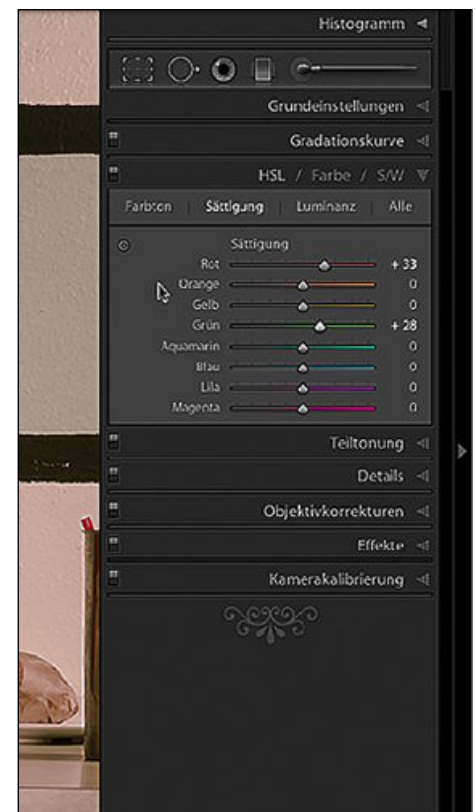 Histogramm
Grundeinstellungen
Gradationskurve
HSL / Farbe / S/W
Farbton Sättigung Luminanz Alle
Sättigung
Rot + 33
Orange 0
Gelb 0
Grün + 28
Aquamarin 0
Blau 0
Lila 0
Magenta 0
Teiltonung
Details
Objektivkorrekturen
Effekte
Kamerakalibrierung